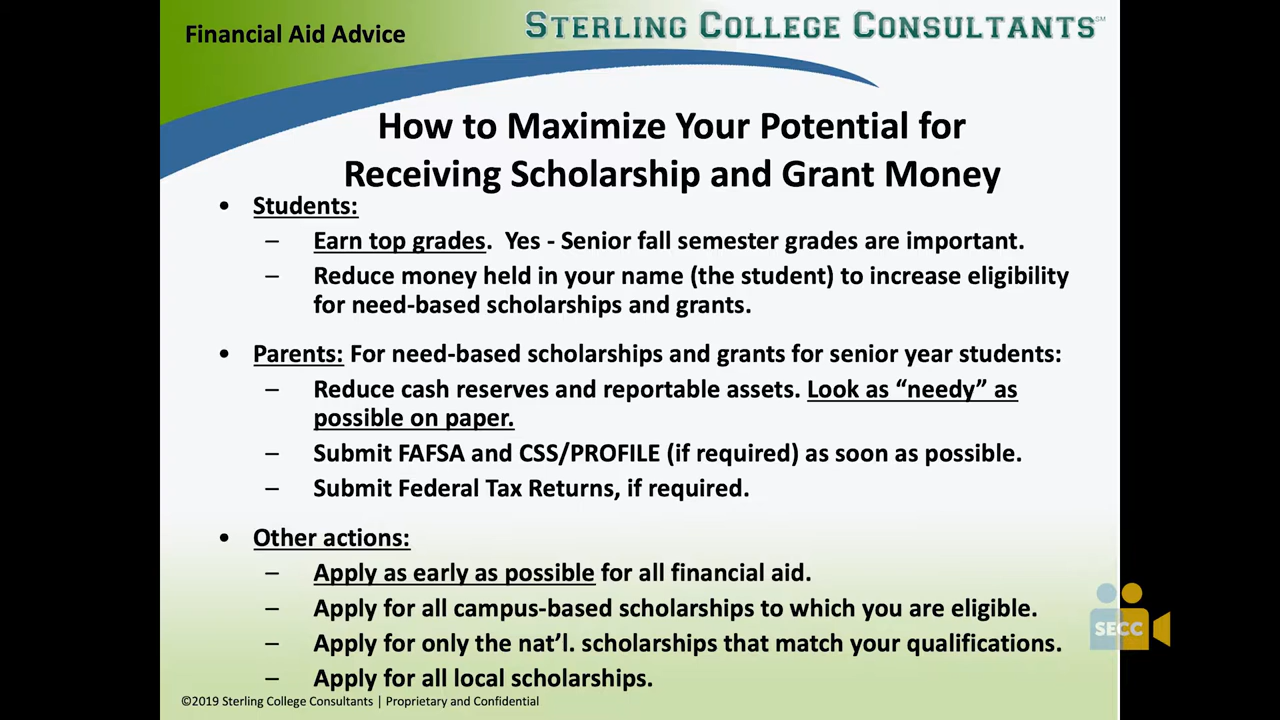 Financial Aid Advice
STERLING COLLEGE CONSULTANTS℠
How to Maximize Your Potential for
Receiving Scholarship and Grant Money
• Students:
– Earn top grades. Yes - Senior fall semester grades are important.
– Reduce money held in your name (the student) to increase eligibility
for need-based scholarships and grants.
• Parents: For need-based scholarships and grants for senior year students:
– Reduce cash reserves and reportable assets. Look as “needy” as
possible on paper.
– Submit FAFSA and CSS/PROFILE (if required) as soon as possible.
– Submit Federal Tax Returns, if required.
• Other actions:
– Apply as early as possible for all financial aid.
– Apply for all campus-based scholarships to which you are eligible.
– Apply for only the nat’l. scholarships that match your qualifications.
– Apply for all local scholarships.
SECC
©2019 Sterling College Consultants | Proprietary and Confidential